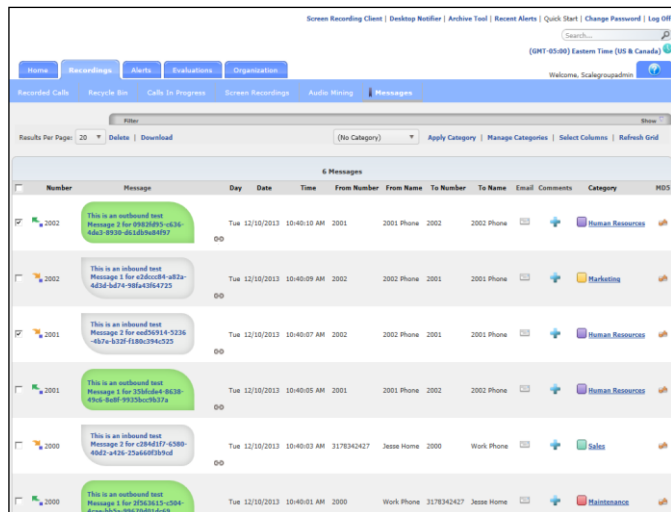 Screen Recording Client | Desktop Notifier | Archive Tool | Recent Alerts | Quick Start | Change Password | Log Off
Search...
(GMT-05:00) Eastern Time (US & Canada)
Home Recordings Alerts Evaluations Organization
Welcome, Scalegroupadmin
Recorded Calls Recycle Bin Calls In Progress Screen Recordings Audio Mining Messages
Filter Show
Results Per Page: 20 Delete | Download (No Category) Apply Category | Manage Categories | Select Columns | Refresh Grid
6 Messages
Number Message Day Date Time From Number From Name To Number To Name Email Comments Category MD5
This is an outbound test
Message 2 for 0982fd95-c636-
4de3-8930-d61db9e84f97
2002 Tue 12/10/2013 10:40:10 AM 2001 2001 Phone 2002 2002 Phone Human Resources
This is an inbound test
Message 1 for e2dccc84-a82a-
4d3d-bd74-98fa43f64725
2002 Tue 12/10/2013 10:40:09 AM 2002 2002 Phone 2001 2001 Phone Marketing
This is an inbound test
Message 2 for eed56914-5236
-4b7e-b32f-f180c394c525
2001 Tue 12/10/2013 10:40:07 AM 2002 2002 Phone 2001 2001 Phone Human Resources
This is an outbound test
Message 1 for 35bfcde4-8638-
49c6-8e8f-9935bcc9b37a
2001 Tue 12/10/2013 10:40:05 AM 2001 2001 Phone 2002 2002 Phone Human Resources
This is an inbound test
Message 2 for c284d1f7-6580-
40d2-a426-25a660f3b9cd
2000 Tue 12/10/2013 10:40:03 AM 3178342427 Jesse Home 2000 Work Phone Sales
This is an outbound test
Message 1 for 2f563615-c504-
2000 Tue 12/10/2013 10:40:01 AM 2000 Work Phone 3178342427 Jesse Home Maintenance